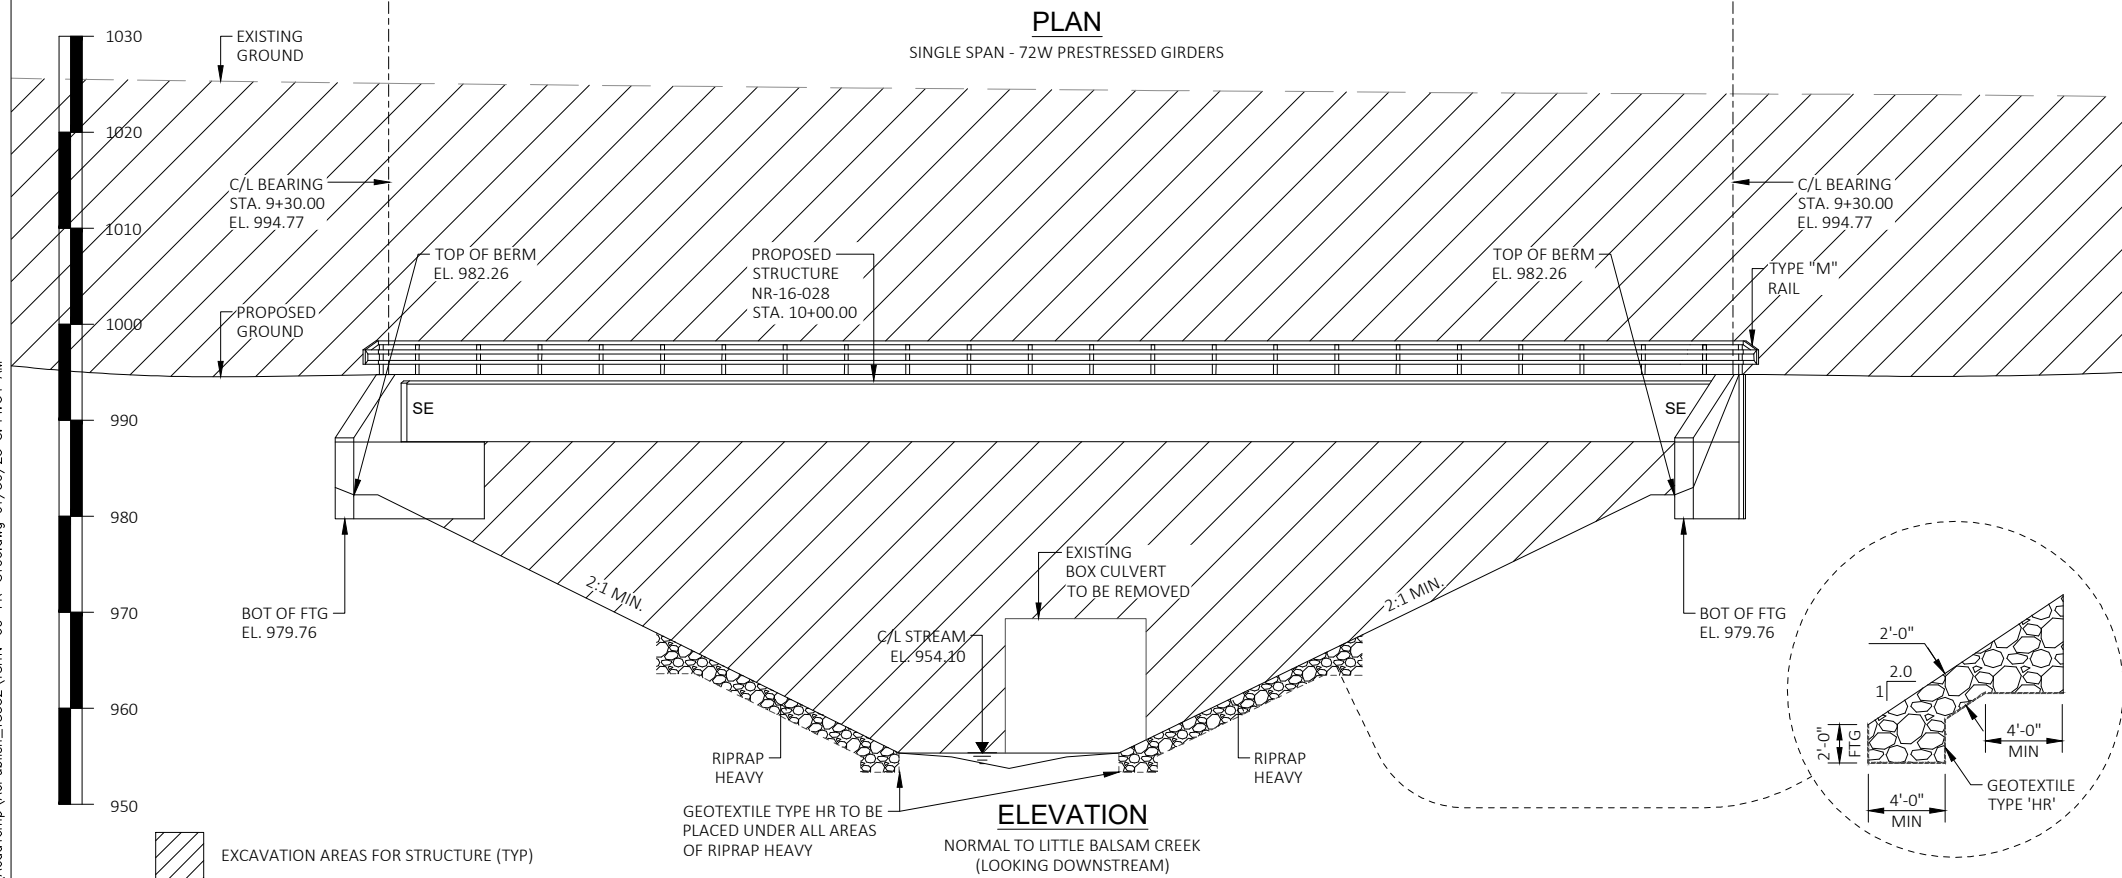 PLAN
SINGLE SPAN - 72W PRESTRESSED GIRDERS
1030
1020
1010
1000
990
980
970
960
950
EXISTING
GROUND
C/L BEARING
STA. 9+30.00
EL. 994.77
TOP OF BERM
EL. 982.26
PROPOSED
GROUND
PROPOSED
STRUCTURE
NR-16-028
STA. 10+00.00
TOP OF BERM
EL. 982.26
C/L BEARING
STA. 9+30.00
EL. 994.77
TYPE "M"
RAIL
SE
SE
BOT OF FTG
EL. 979.76
2:1 MIN.
EXISTING
BOX CULVERT
TO BE REMOVED
C/L STREAM
EL. 954.10
2:1 MIN.
BOT OF FTG
EL. 979.76
RIPRAP
HEAVY
RIPRAP
HEAVY
GEOTEXTILE TYPE HR TO BE
PLACED UNDER ALL AREAS
OF RIPRAP HEAVY
2'-0"
2.0
1
2'-0"
FTG
4'-0"
MIN
4'-0"
MIN
GEOTEXTILE
TYPE 'HR'
ELEVATION
NORMAL TO LITTLE BALSAM CREEK
(LOOKING DOWNSTREAM)
EXCAVATION AREAS FOR STRUCTURE (TYP)